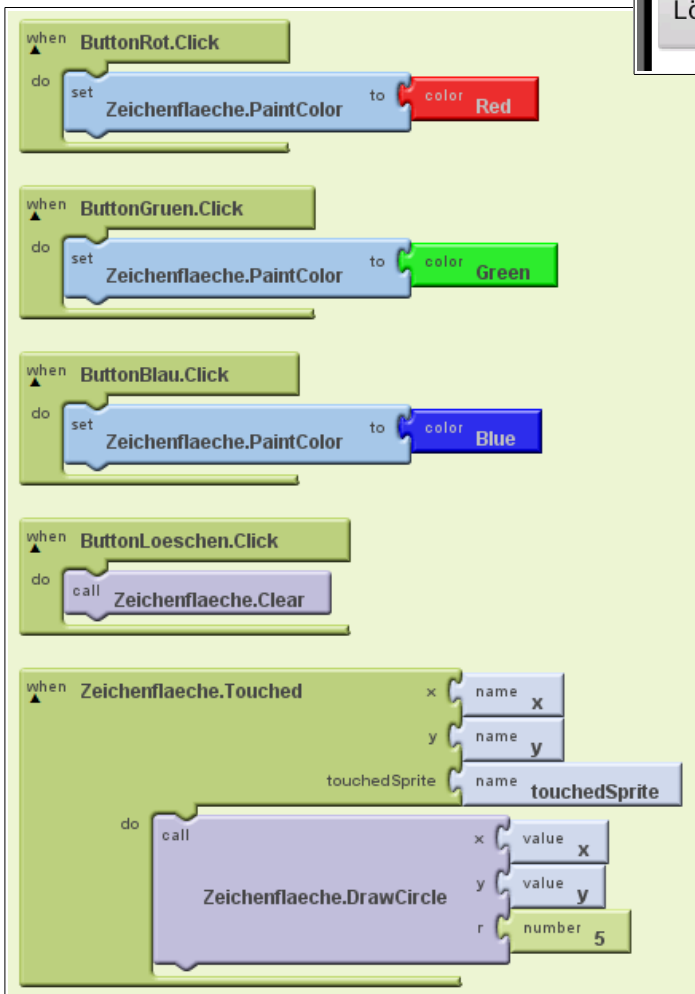 Lö
when ButtonRot.Click
do set Zeichenflaeche.PaintColor to color Red
when ButtonGruen.Click
do set Zeichenflaeche.PaintColor to color Green
when ButtonBlau.Click
do set Zeichenflaeche.PaintColor to color Blue
when ButtonLoeschen.Click
do call Zeichenflaeche.Clear
when Zeichenflaeche.Touched x name x
y name y
touchedSprite name touchedSprite
do call x value x
Zeichenflaeche.DrawCircle y value y
r number 5